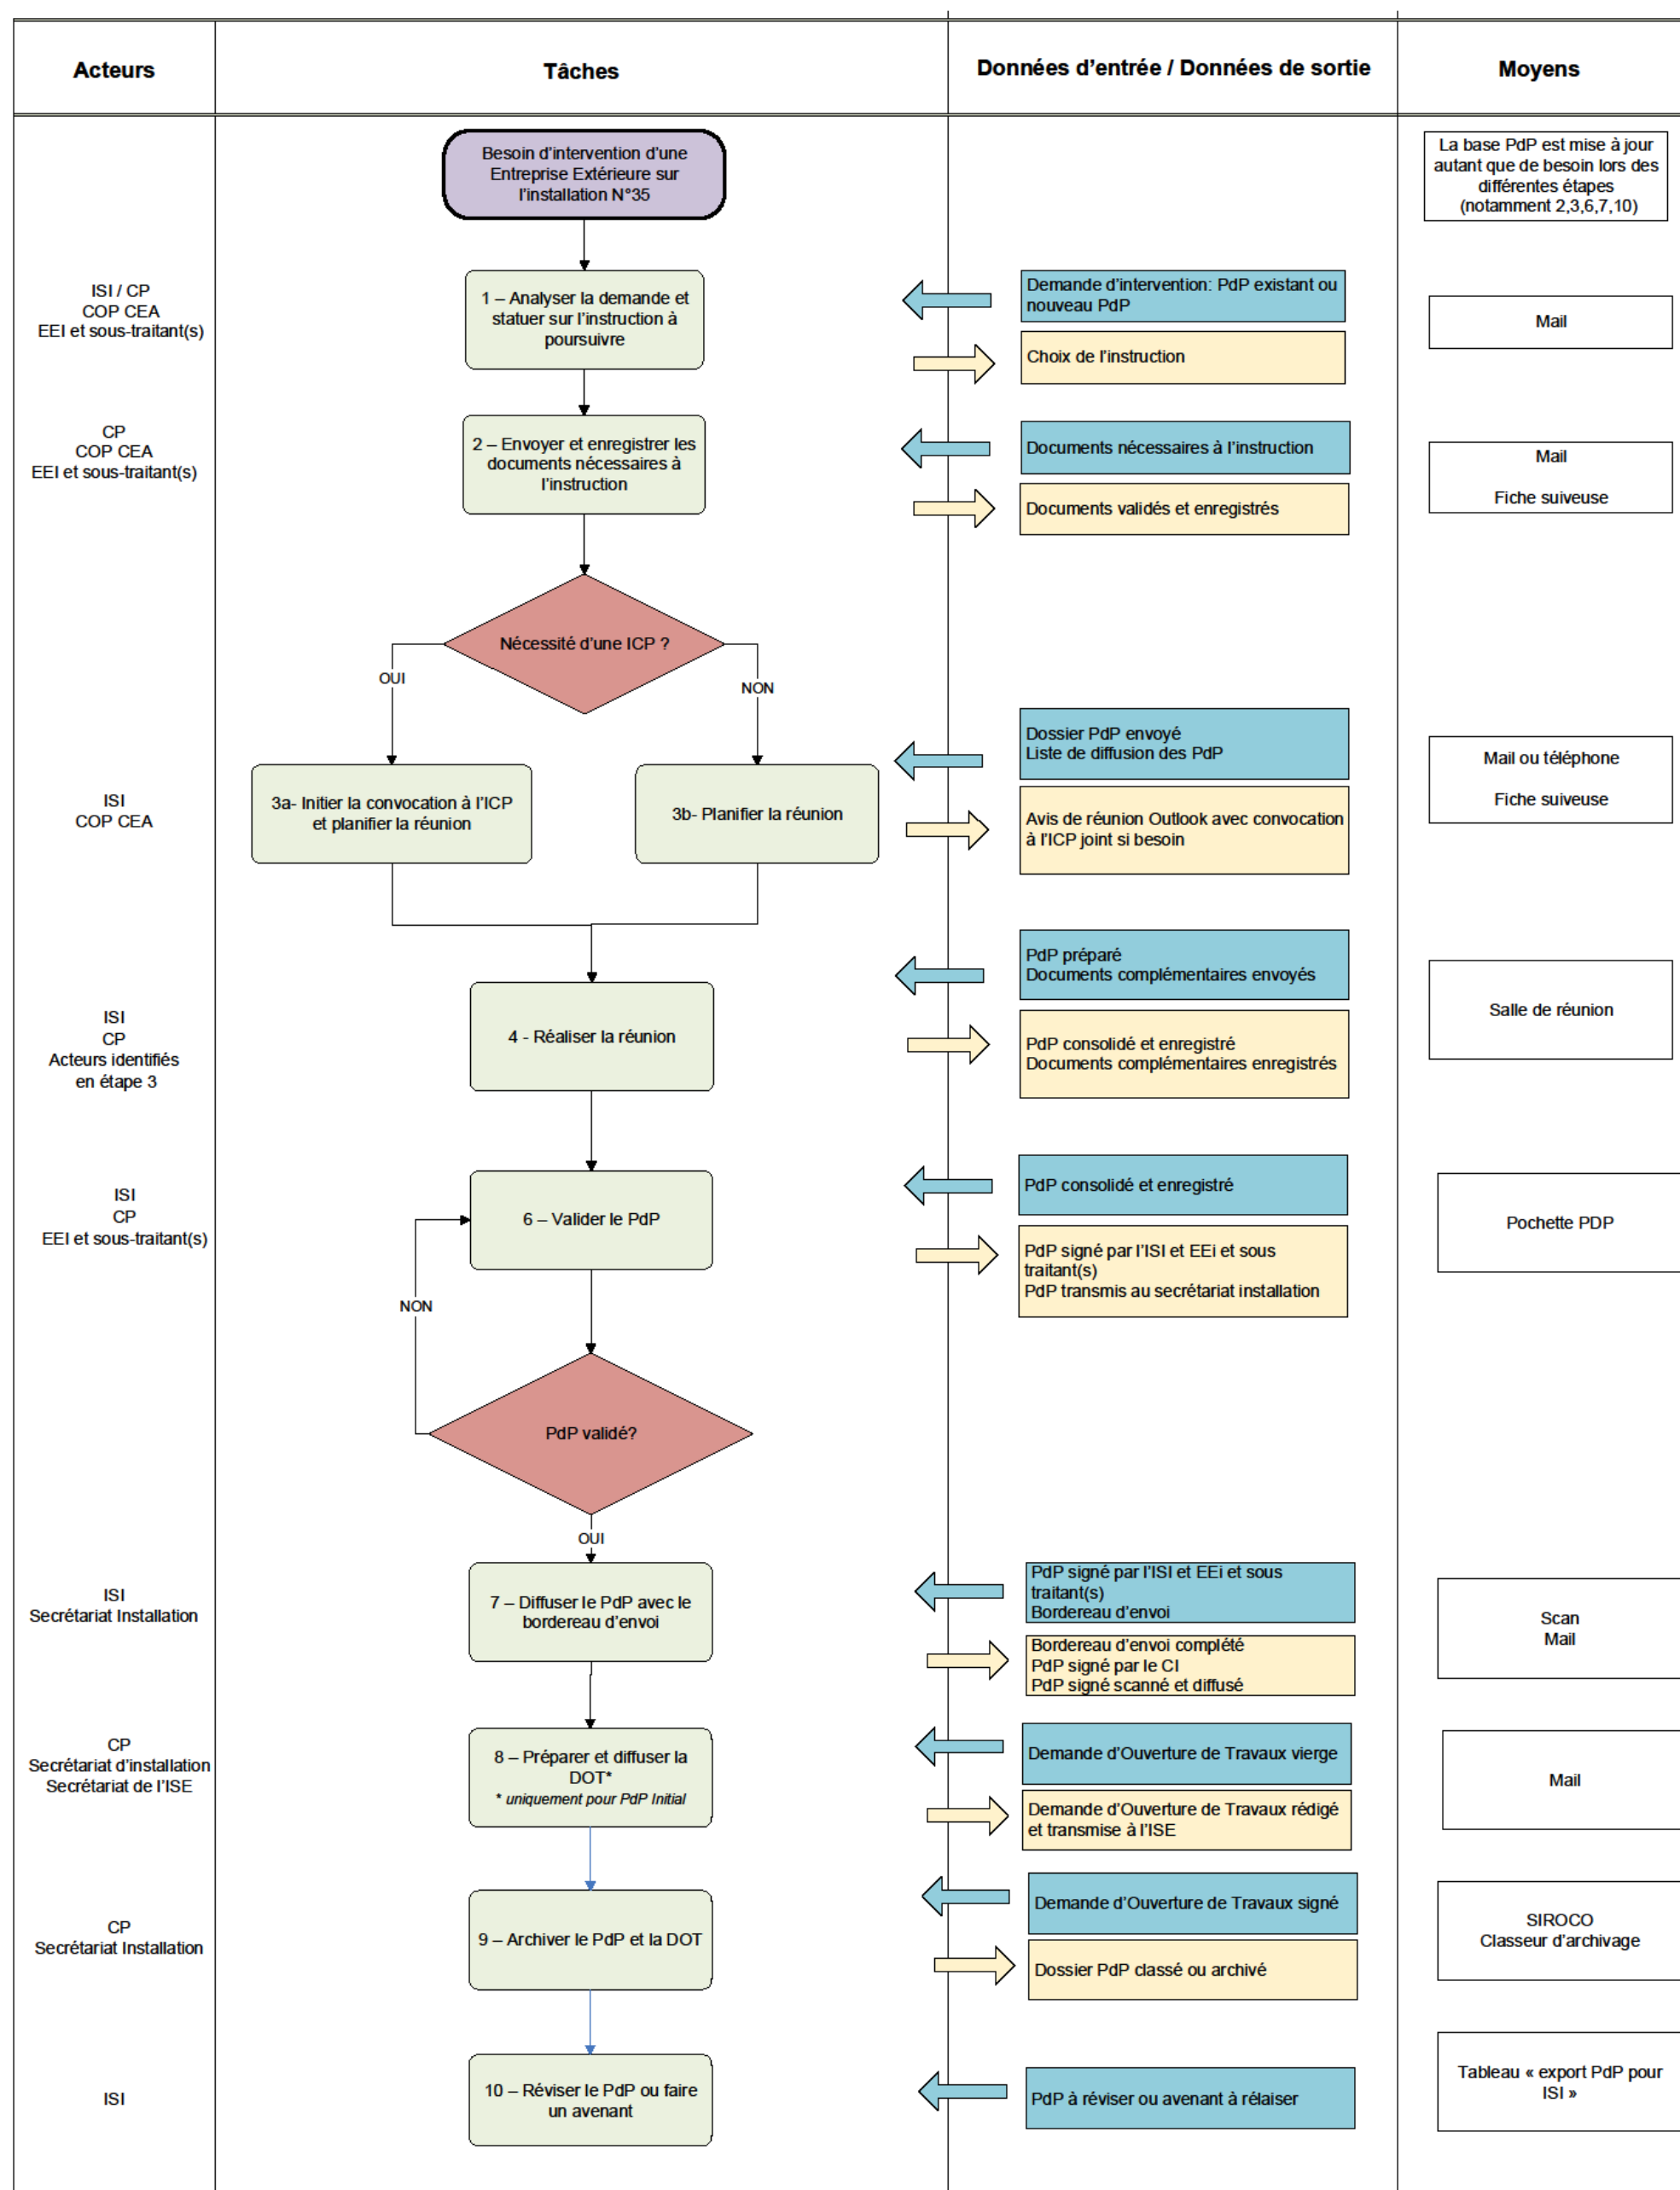 Acteurs
Tâches
Données d'entrée / Données de sortie
Moyens
Besoin d'intervention d'une
Entreprise Extérieure sur
l'installation N°35
La base PdP est mise à jour
autant que de besoin lors des
différentes étapes
(notamment 2,3,6,7,10)
ISI / CP
COP CEA
EEI et sous-traitant(s)
1 – Analyser la demande et
statuer sur l'instruction à
poursuivre
Demande d'intervention: PdP existant ou
nouveau PdP
Choix de l'instruction
Mail
CP
COP CEA
EEI et sous-traitant(s)
2 – Envoyer et enregistrer les
documents nécessaires à
l'instruction
Documents nécessaires à l'instruction
Documents validés et enregistrés
Mail
Fiche suiveuse
Nécessité d'une ICP ?
OUI
NON
ISI
COP CEA
3a- Initier la convocation à l'ICP
et planifier la réunion
3b- Planifier la réunion
Dossier PdP envoyé
Liste de diffusion des PdP
Avis de réunion Outlook avec convocation
à l'ICP joint si besoin
Mail ou téléphone
Fiche suiveuse
ISI
CP
Acteurs identifiés
en étape 3
4 - Réaliser la réunion
PdP préparé
Documents complémentaires envoyés
PdP consolidé et enregistré
Documents complémentaires enregistrés
Salle de réunion
ISI
CP
EEI et sous-traitant(s)
6 – Valider le PdP
PdP consolidé et enregistré
PdP signé par l'ISI et EEi et sous
traitant(s)
PdP transmis au secrétariat installation
Pochette PDP
NON
PdP validé?
OUI
ISI
Secrétariat Installation
7 – Diffuser le PdP avec le
bordereau d'envoi
PdP signé par l'ISI et EEi et sous
traitant(s)
Bordereau d'envoi
Bordereau d'envoi complété
PdP signé par le CI
PdP signé scanné et diffusé
Scan
Mail
CP
Secrétariat d'installation
Secrétariat de l'ISE
8 – Préparer et diffuser la
DOT*
* uniquement pour PdP Initial
Demande d'Ouverture de Travaux vierge
Demande d'Ouverture de Travaux rédigé
et transmise à l'ISE
Mail
CP
Secrétariat Installation
9 – Archiver le PdP et la DOT
Demande d'Ouverture de Travaux signé
Dossier PdP classé ou archivé
SIROCO
Classeur d'archivage
ISI
10 – Réviser le PdP ou faire
un avenant
PdP à réviser ou avenant à rélaiser
Tableau « export PdP pour
ISI »